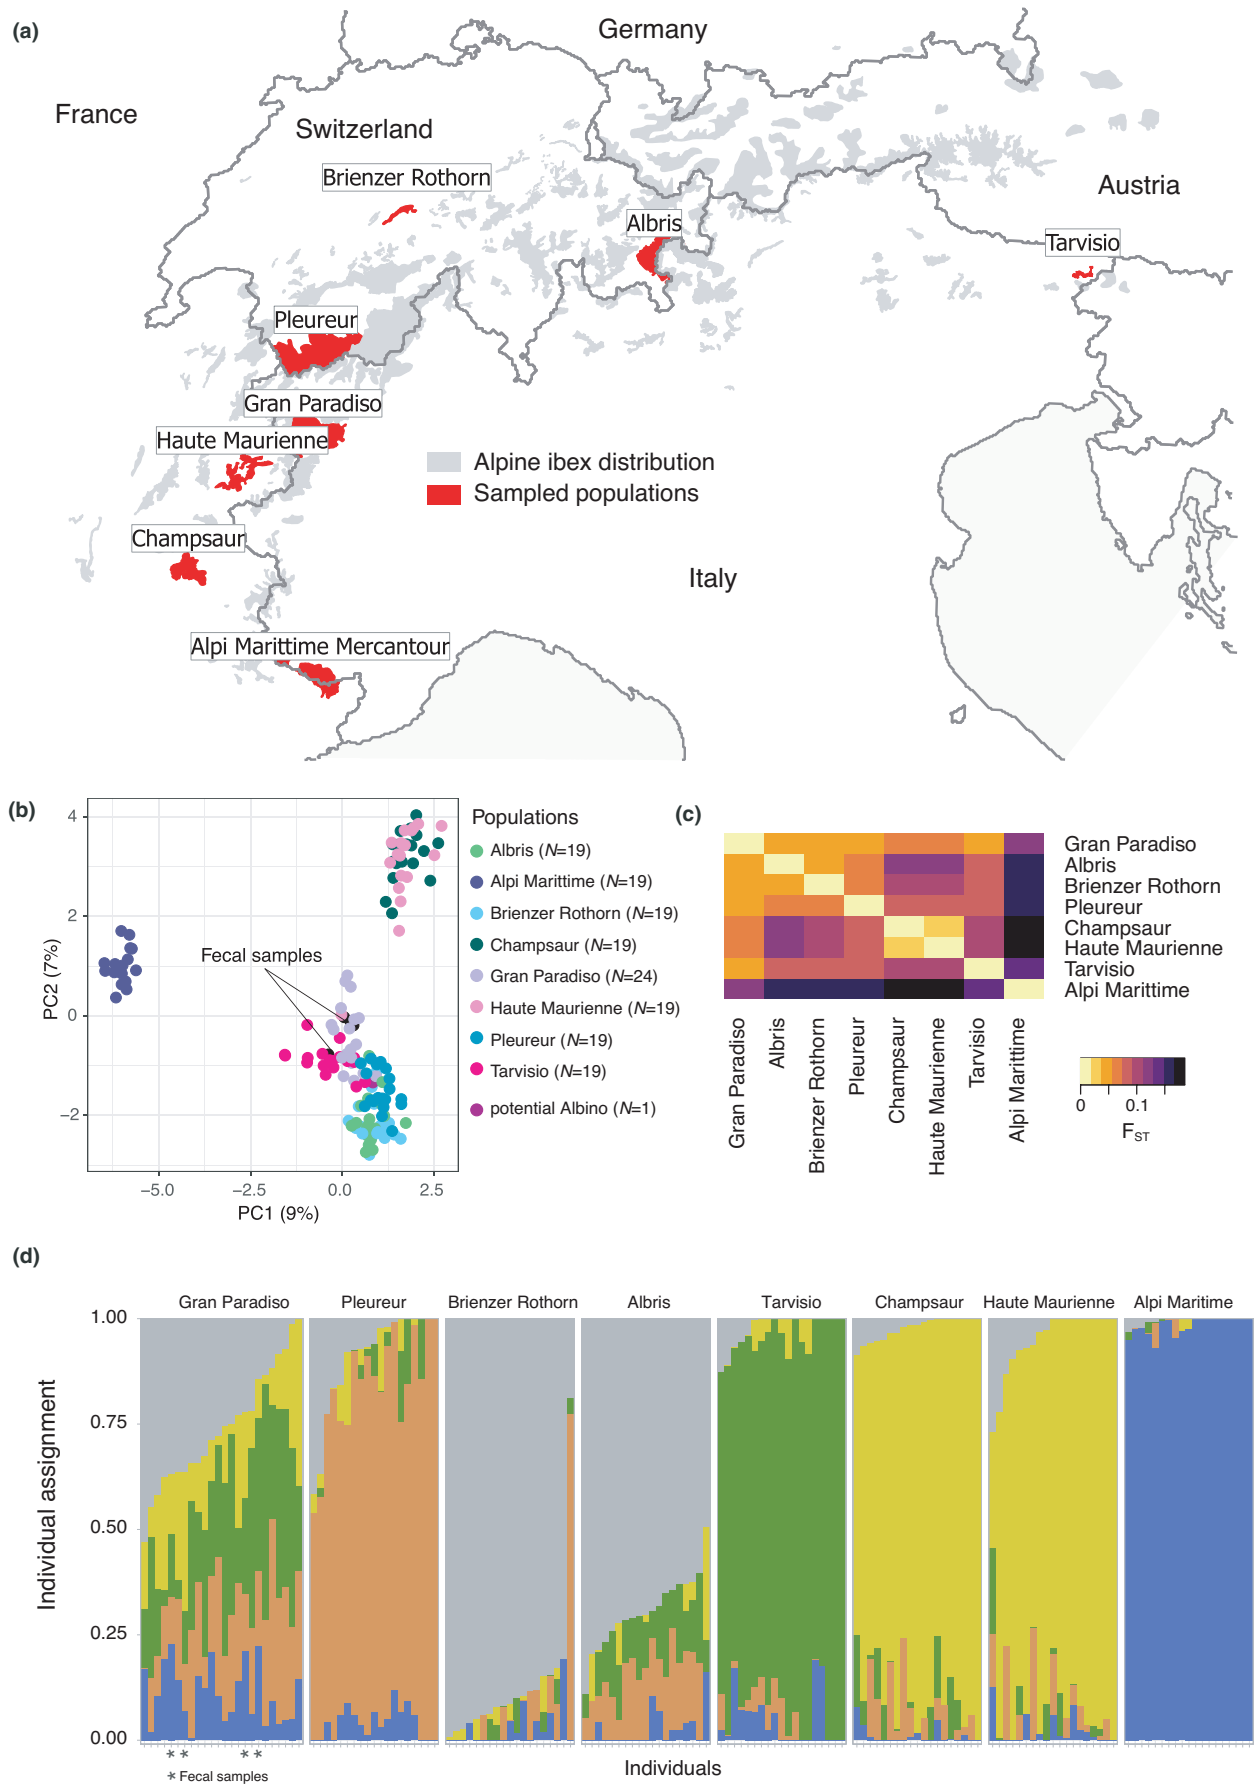 (a)
Germany
France
Switzerland
Brienzer Rothorn
Austria
Albris
Tarvisio
Pleureur
Gran Paradiso
Haute Maurienne
Alpine ibex distribution
Sampled populations
Champsaur
Italy
Alpi Marittime Mercantour
(b)
4
2
0
−2
PC2 (7%)
Fecal samples
−5.0
−2.5
0.0
2.5
PC1 (9%)
Populations
Albris (N=19)
Alpi Marittime (N=19)
Brienzer Rothorn (N=19)
Champsaur (N=19)
Gran Paradiso (N=24)
Haute Maurienne (N=19)
Pleureur (N=19)
Tarvisio (N=19)
potential Albino (N=1)
(c)
Gran Paradiso
Albris
Brienzer Rothorn
Pleureur
Champsaur
Haute Maurienne
Tarvisio
Alpi Marittime
Gran Paradiso
Albris
Brienzer Rothorn
Pleureur
Champsaur
Haute Maurienne
Tarvisio
Alpi Marittime
0
0.1
FST
(d)
Gran Paradiso
Pleureur
Brienzer Rothorn
Albris
Tarvisio
Champsaur
Haute Maurienne
Alpi Maritime
1.00
0.75
0.50
0.25
0.00
Individual assignment
* * * *
* Fecal samples
Individuals